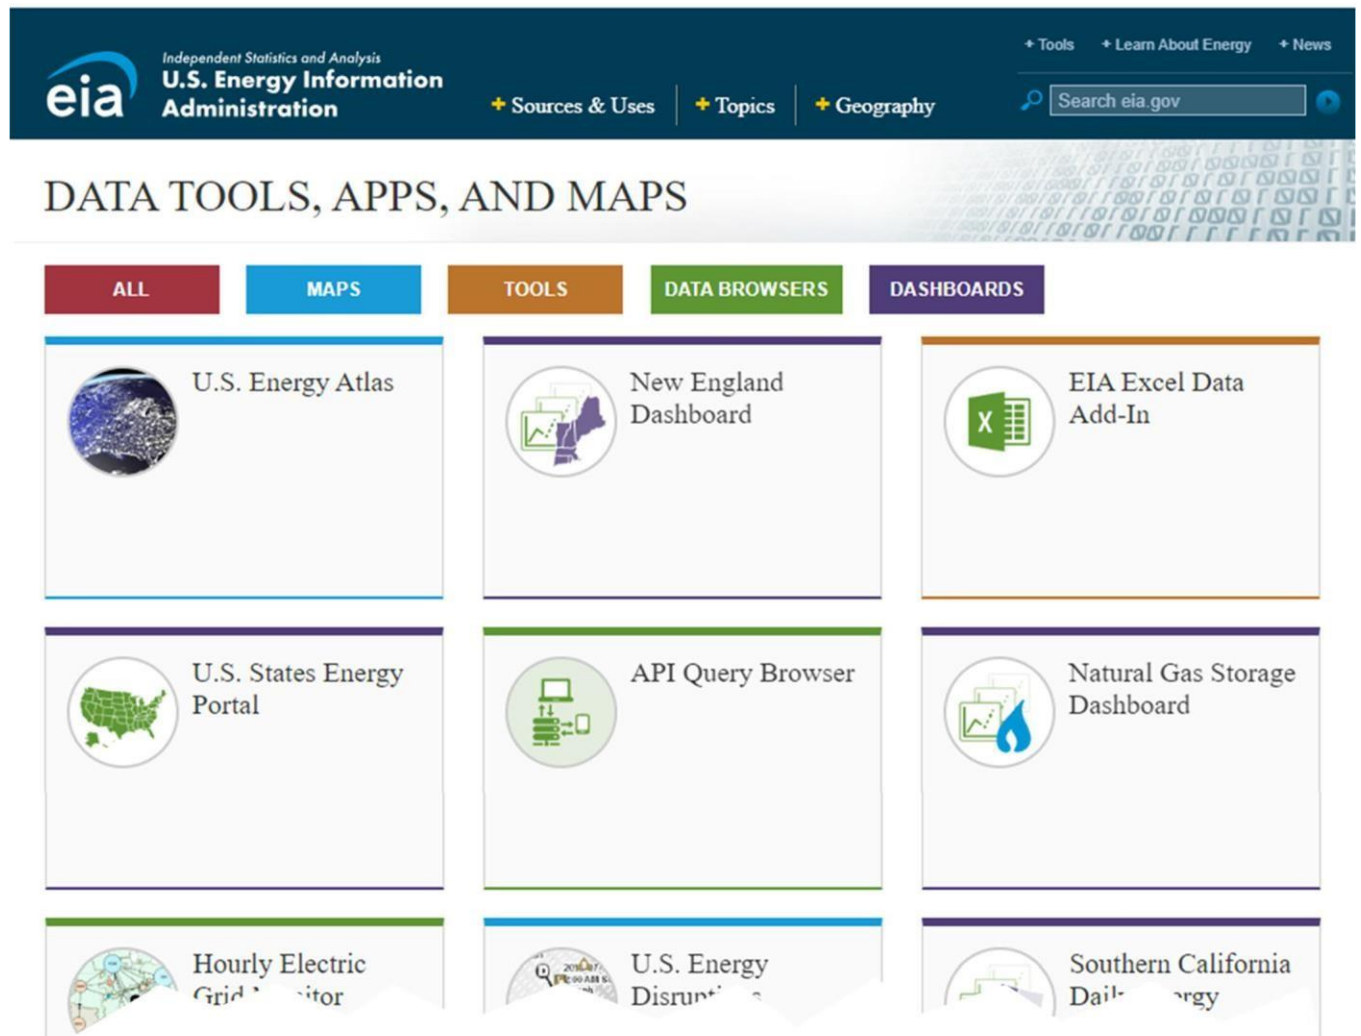 eia
Independent Statistics and Analysis
U.S. Energy Information
Administration
+ Sources & Uses
+ Topics
+ Geography
+ Tools
+ Learn About Energy
+ News
Search eia.gov
DATA TOOLS, APPS, AND MAPS
ALL
MAPS
TOOLS
DATA BROWSERS
DASHBOARDS
U.S. Energy Atlas
New England
Dashboard
X
EIA Excel Data
Add-In
U.S. States Energy
Portal
API Query Browser
Natural Gas Storage
Dashboard
Hourly Electric
Grid
U.S. Energy
Southern California